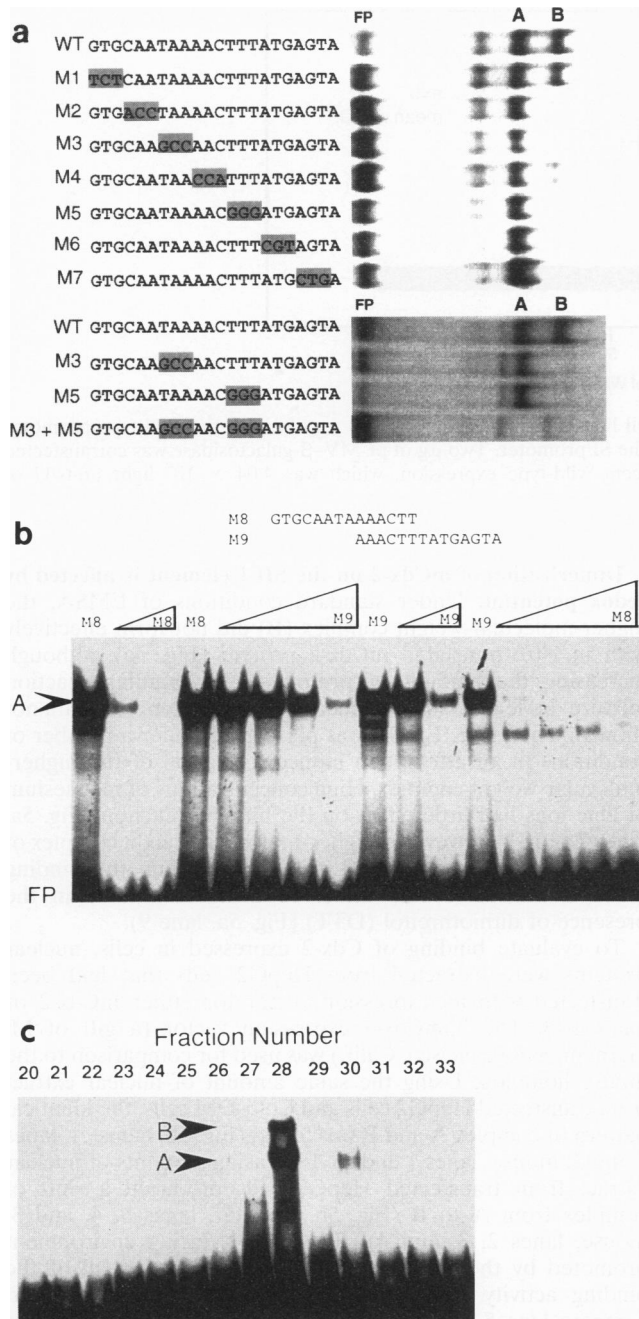 a
FP A B
WT GTGCAATAAAACTTTATGAGTA
M1 TCTCAATAAAACTTTATGAGTA
M2 GTGACCTAAAACTTTATGAGTA
M3 GTGCAAGCCAACTTTATGAGTA
M4 GTGCAATAACCATTTATGAGTA
M5 GTGCAATAAAACGGGATGAGTA
M6 GTGCAATAAAACTTTCGTAGTA
M7 GTGCAATAAAACTTTATGCTGA
FP A B
WT GTGCAATAAAACTTTATGAGTA
M3 GTGCAAGCCAACTTTATGAGTA
M5 GTGCAATAAAACGGGATGAGTA
M3 + M5 GTGCAAGCCAACGGGATGAGTA
b
M8 GTGCAATAAAACTT
M9 AAACTTTATGAGTA
M8 M8 M8 M9 M9 M9 M9 M8
A
FP
c
Fraction Number
20 21 22 23 24 25 26 27 28 29 30 31 32 33
B
A